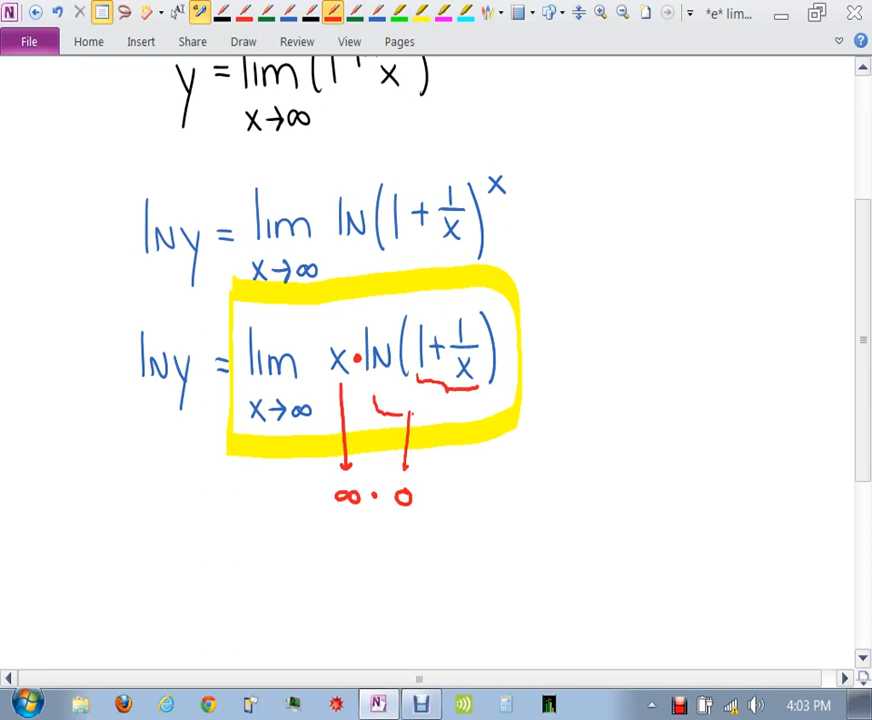 *e* lim...
File Home Insert Share Draw Review View Pages
y = lim (1 + x)
x→∞
lNy = lim lN(1 + 1/x)^x
x→∞
lNy = lim x • lN(1 + 1/x)
x→∞
∞ · 0
4:03 PM